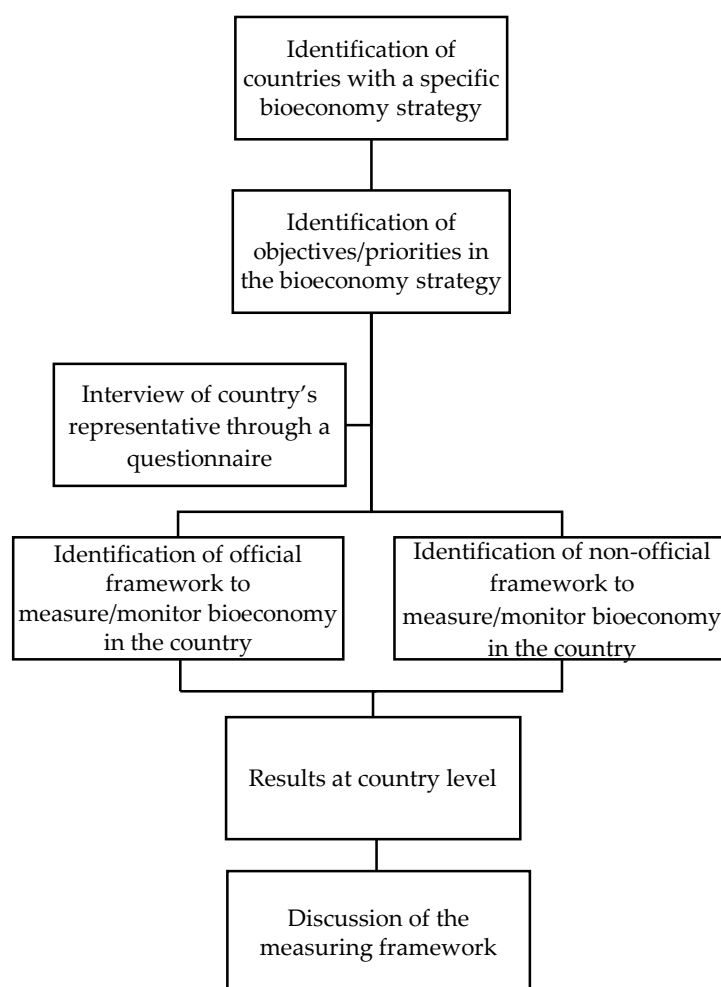 Identification of
countries with a specific
bioeconomy strategy
Identification of
objectives/priorities in
the bioeconomy strategy
Interview of country’s
representative through a
questionnaire
Identification of official
framework to
measure/monitor bioeconomy
in the country
Identification of non-official
framework to
measure/monitor bioeconomy
in the country
Results at country level
Discussion of the
measuring framework